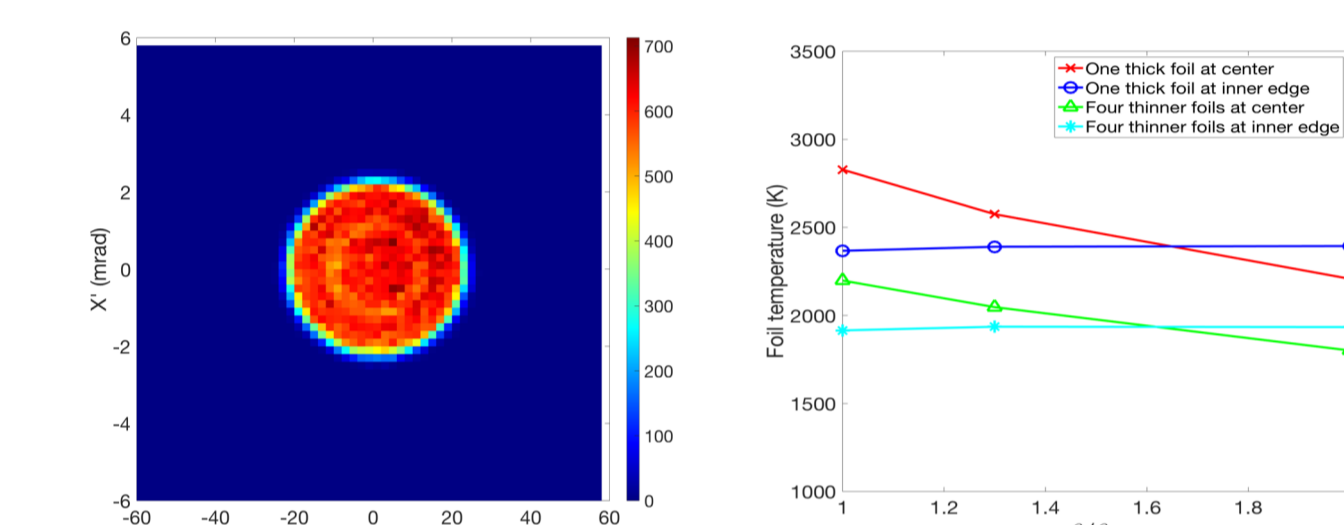 6
4
2
0
-2
-4
-6
X' (mrad)
-60 -40 -20 0 20 40 60
700
600
500
400
300
200
100
0
3500
3000
2500
2000
1500
1000
Foil temperature (K)
One thick foil at center
One thick foil at inner edge
Four thinner foils at center
Four thinner foils at inner edge
1 1.2 1.4 1.6 1.8